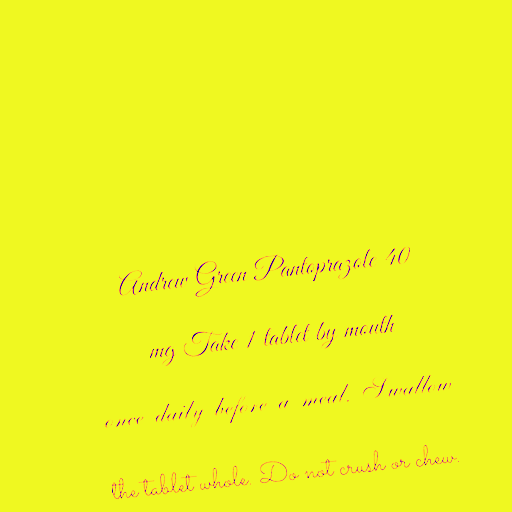 Andrew Green Pantoprazole 40
mg Take 1 tablet by mouth
once daily before a meal. Swallow
the tablet whole. Do not crush or chew.